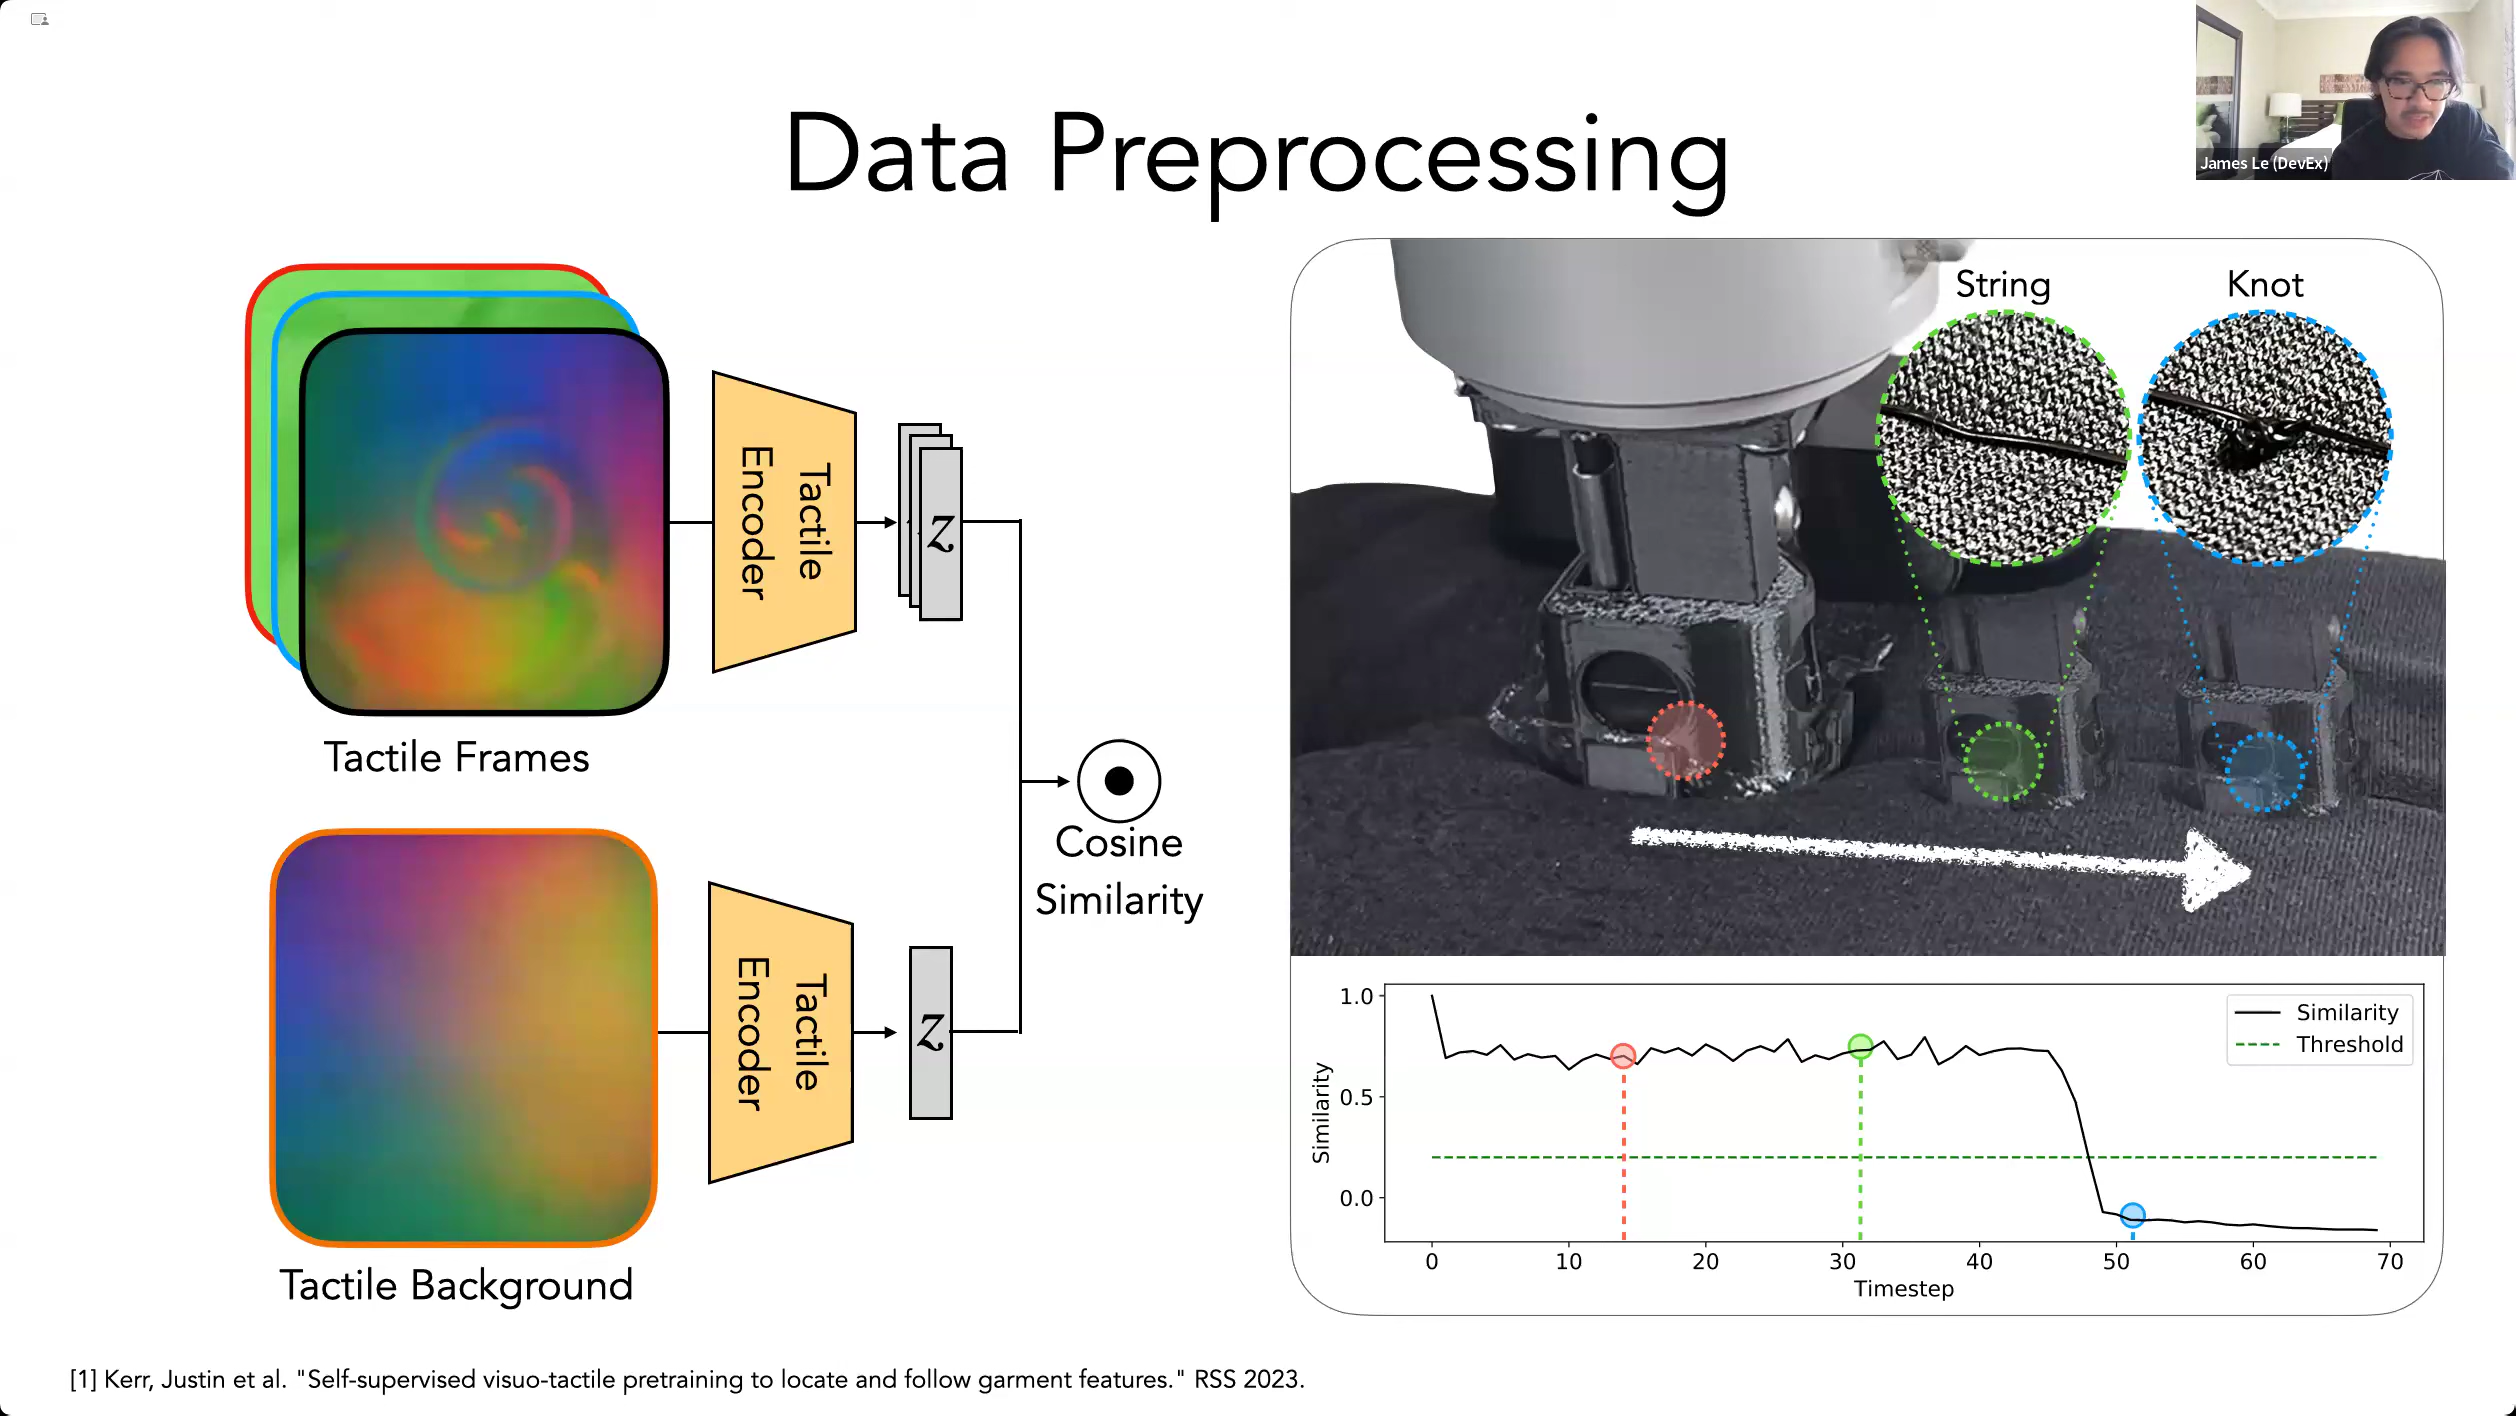 Data Preprocessing
James Le (DevEx)
Tactile
Encoder
z
Tactile Frames
Cosine
Similarity
Tactile
Encoder
z
Tactile Background
String
Knot
1.0
0.5
0.0
Similarity
Similarity
Threshold
0
10
20
30
40
50
60
70
Timestep
[1] Kerr, Justin et al. "Self-supervised visuo-tactile pretraining to locate and follow garment features." RSS 2023.